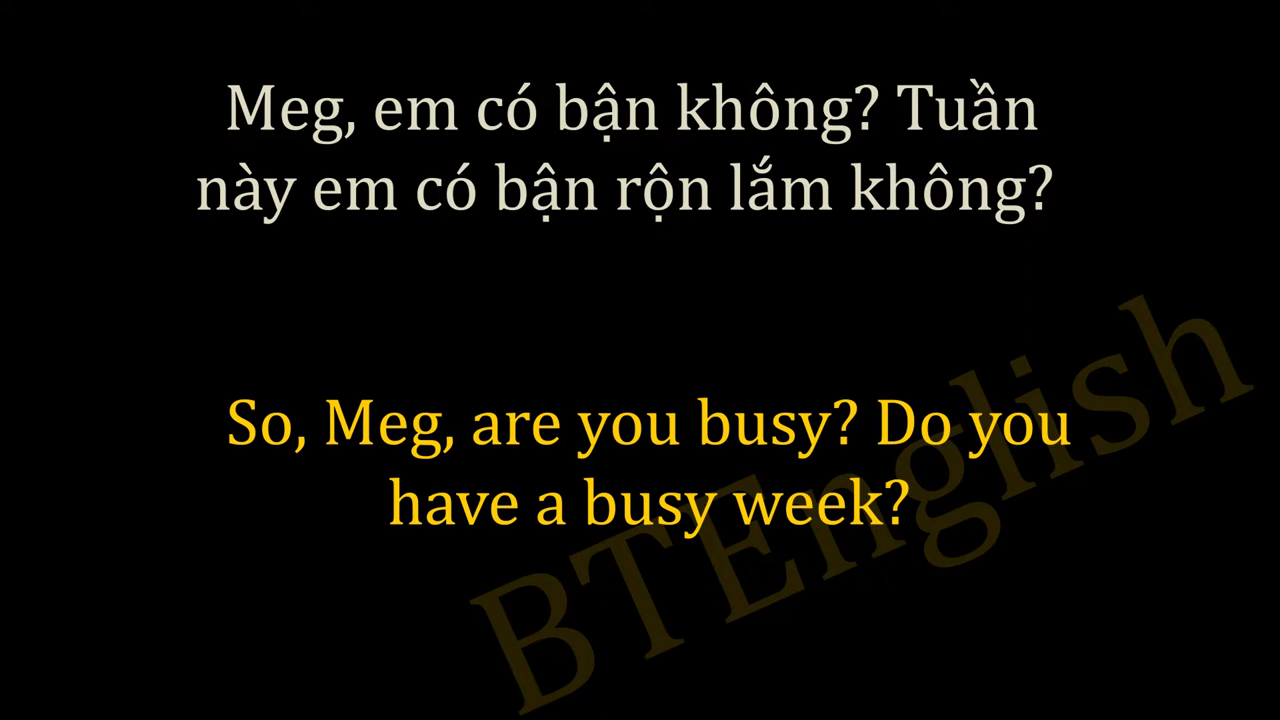 Meg, em có bận không? Tuần
này em có bận rộn lắm không?
So, Meg, are you busy? Do you
have a busy week?
BTEnglish